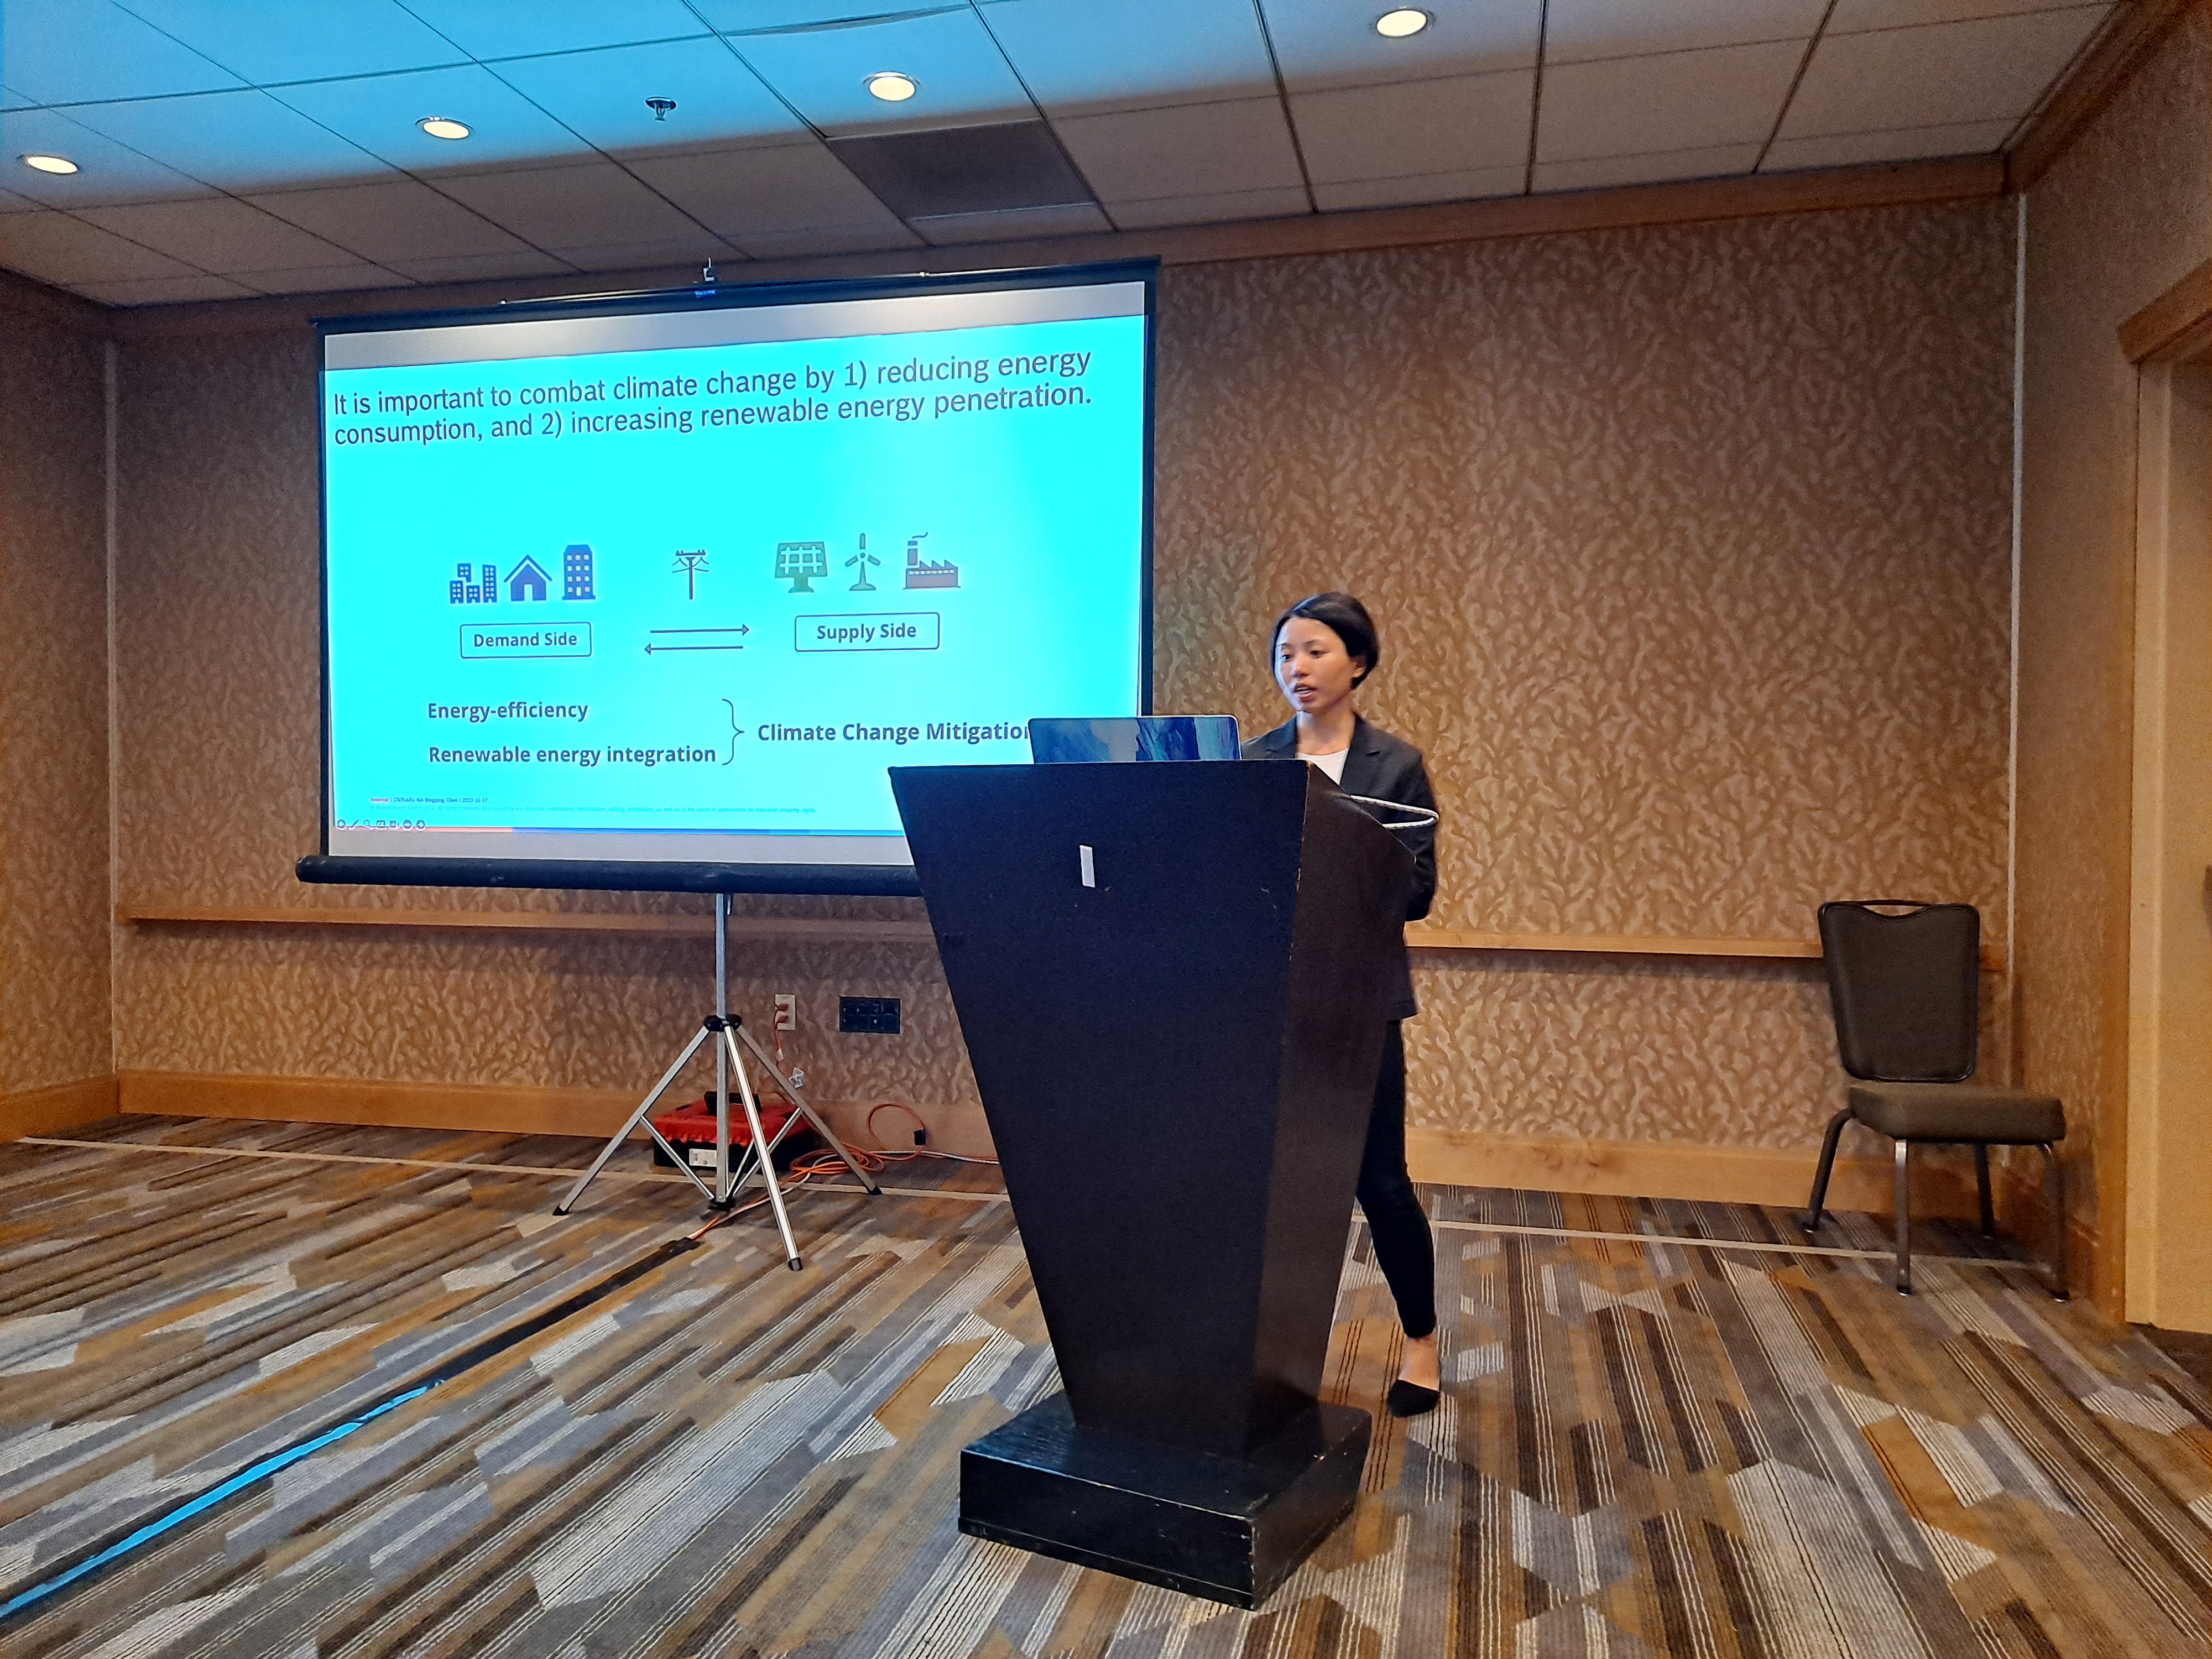 It is important to combat climate change by 1) reducing energy
consumption, and 2) increasing renewable energy penetration.
Demand Side
Supply Side
Energy-efficiency
Renewable energy integration
Climate Change Mitigation